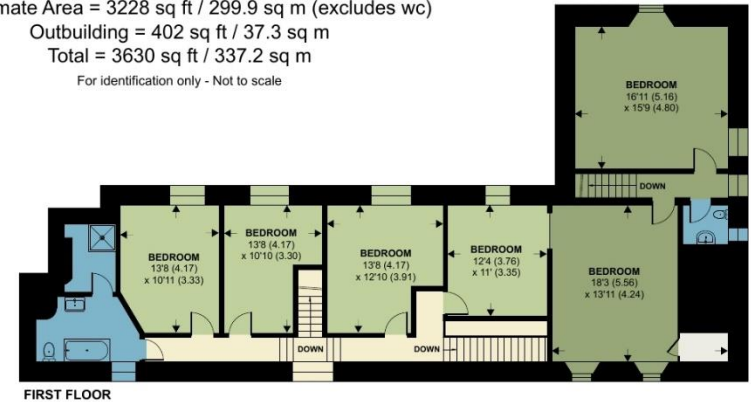 mate Area = 3228 sq ft / 299.9 sq m (excludes wc)
Outbuilding = 402 sq ft / 37.3 sq m
Total = 3630 sq ft / 337.2 sq m
For identification only - Not to scale
BEDROOM
16'11 (5.16)
x 15'9 (4.80)
DOWN
BEDROOM
13'8 (4.17)
x 10'11 (3.33)
BEDROOM
13'8 (4.17)
x 10'10 (3.30)
BEDROOM
13'8 (4.17)
x 12'10 (3.91)
BEDROOM
12'4 (3.76)
x 11' (3.35)
BEDROOM
18'3 (5.56)
x 13'11 (4.24)
DOWN
DOWN
FIRST FLOOR